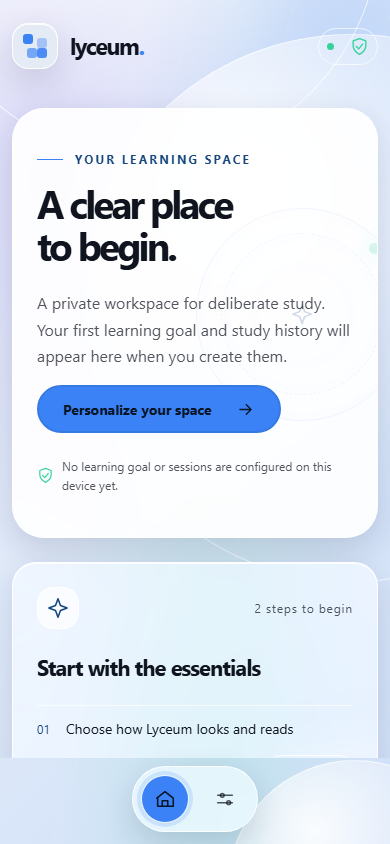 lyceum.
YOUR LEARNING SPACE
A clear place
to begin.
A private workspace for deliberate study.
Your first learning goal and study history will
appear here when you create them.
Personalize your space
No learning goal or sessions are configured on this
device yet.
2 steps to begin
Start with the essentials
01 Choose how Lyceum looks and reads